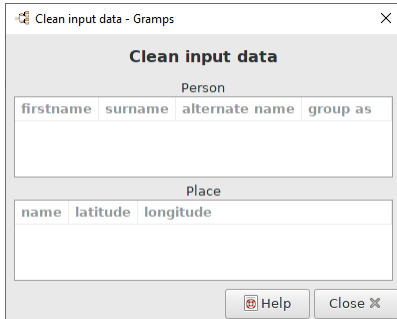 Clean input data - Gramps
Clean input data
Person
firstname surname alternate name group as
Place
name latitude longitude
Help Close